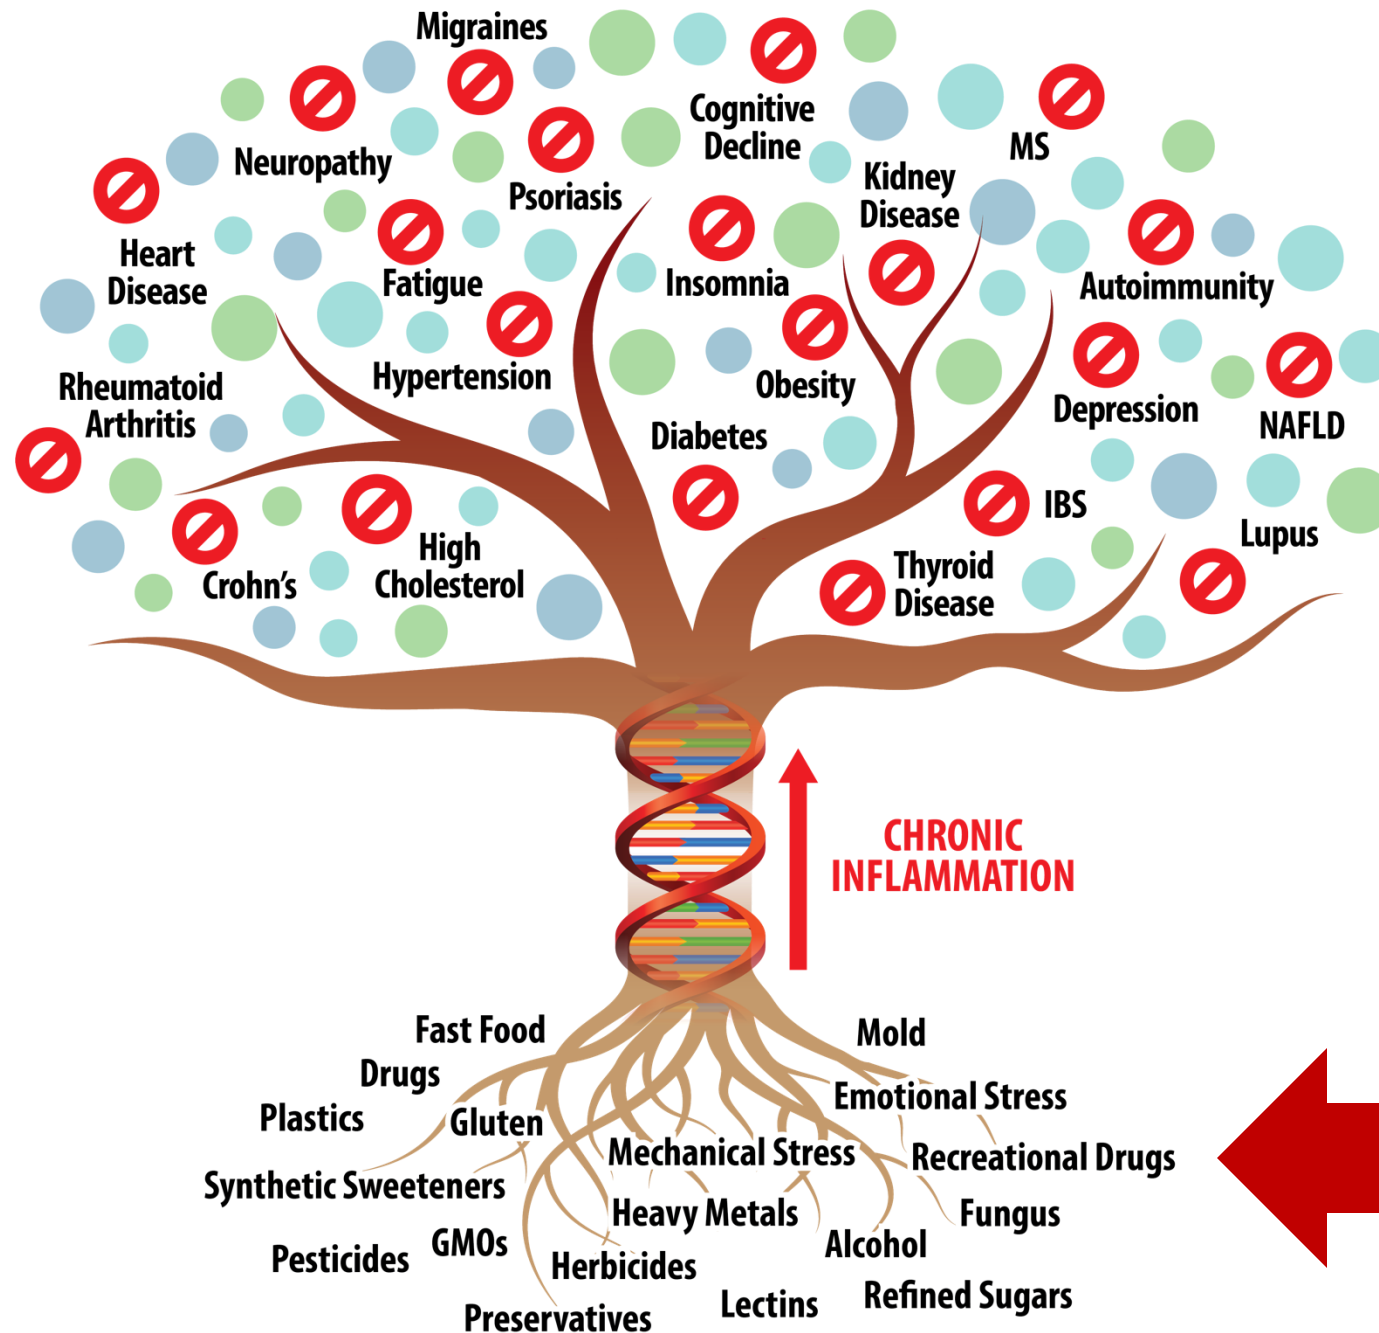 Migraines
Cognitive
Decline
MS
Neuropathy
Psoriasis
Kidney
Disease
Heart
Disease
Fatigue
Insomnia
Autoimmunity
Rheumatoid
Arthritis
Hypertension
Obesity
Depression
NAFLD
Diabetes
IBS
Lupus
Crohn's
High
Cholesterol
Thyroid
Disease
CHRONIC
INFLAMMATION
Fast Food
Mold
Drugs
Emotional Stress
Plastics
Gluten
Mechanical Stress
Recreational Drugs
Synthetic Sweeteners
Heavy Metals
Fungus
GMOs
Alcohol
Pesticides
Herbicides
Refined Sugars
Lectins
Preservatives